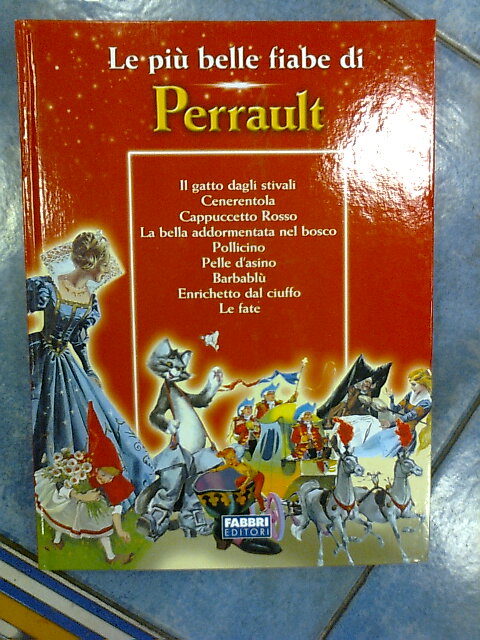 Le più belle fiabe di
Perrault
Il gatto dagli stivali
Cenerentola
Cappuccetto Rosso
La bella addormentata nel bosco
Pollicino
Pelle d'asino
Barbablù
Enrichetto dal ciuffo
Le fate
FABBRI
EDITORI